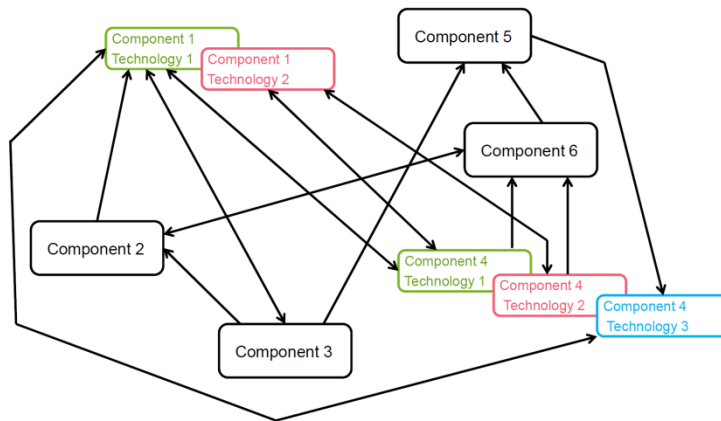 Component 1
Technology 1
Component 1
Technology 2
Component 5
Component 6
Component 2
Component 4
Technology 1
Component 4
Technology 2
Component 4
Technology 3
Component 3